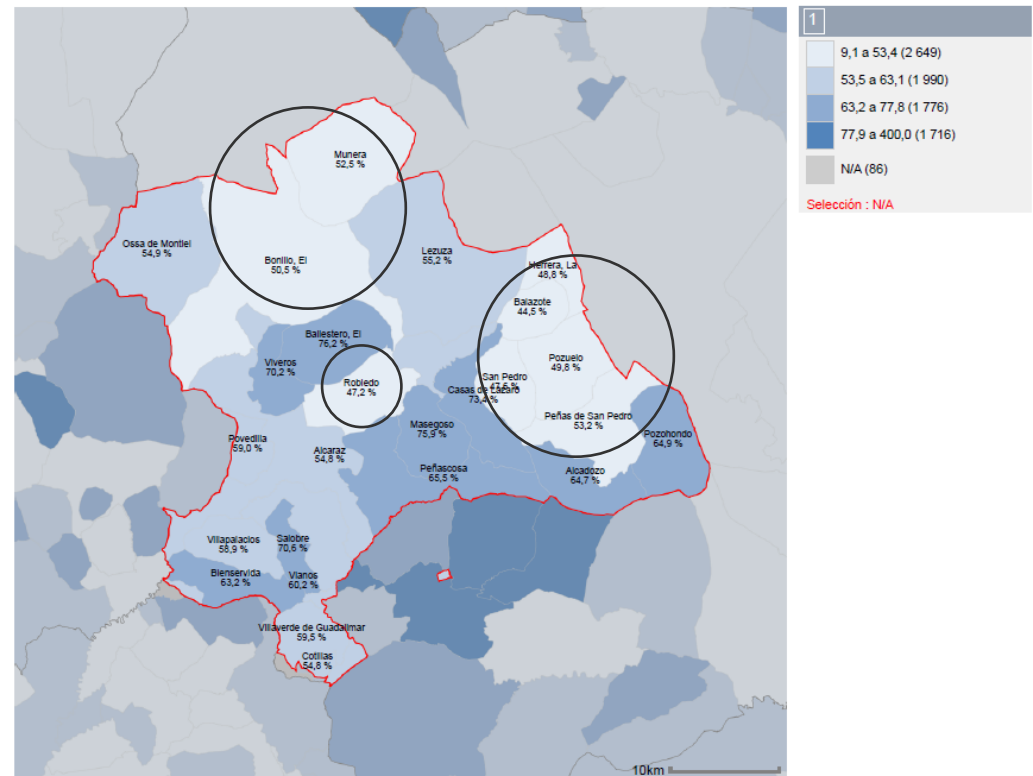 1
9,1 a 53,4 (2 649)
53,5 a 63,1 (1 990)
63,2 a 77,8 (1 776)
77,9 a 400,0 (1 716)
N/A (86)
Selección : N/A
Munera
52,5 %
Ossa de Montiel
54,9 %
Bonillo, El
50,5 %
Lezuza
55,2 %
Herrera, La
48,8 %
Balazote
44,5 %
Ballestero, El
76,2 %
Viveros
70,2 %
Robledo
47,2 %
Pozuelo
49,8 %
San Pedro
47,5 %
Casas de Lázaro
73,4 %
Peñas de San Pedro
53,2 %
Masegoso
75,9 %
Pozohondo
64,9 %
Povedilla
59,0 %
Alcaraz
54,8 %
Peñascosa
65,5 %
Alcadozo
64,7 %
Villapalacios
58,9 %
Salobre
70,6 %
Bienservida
63,2 %
Vianos
60,2 %
Villaverde de Guadalimar
59,5 %
Cotillas
54,8 %
10km